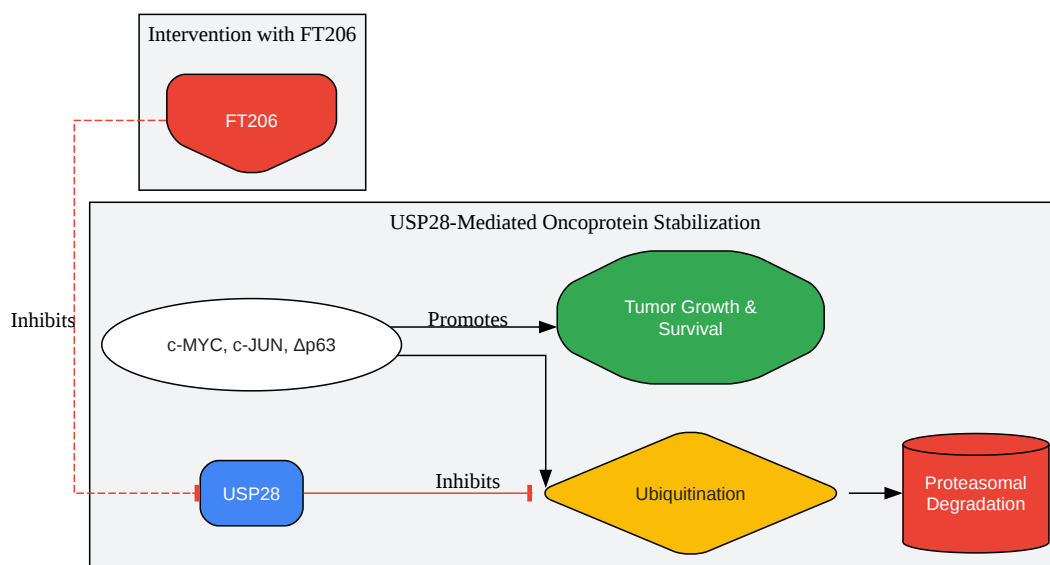 Intervention with FT206
FT206
USP28-Mediated Oncoprotein Stabilization
Tumor Growth &
Survival
Inhibits
Promotes
c-MYC, c-JUN, Δp63
USP28
Inhibits
Ubiquitination
Proteasomal
Degradation